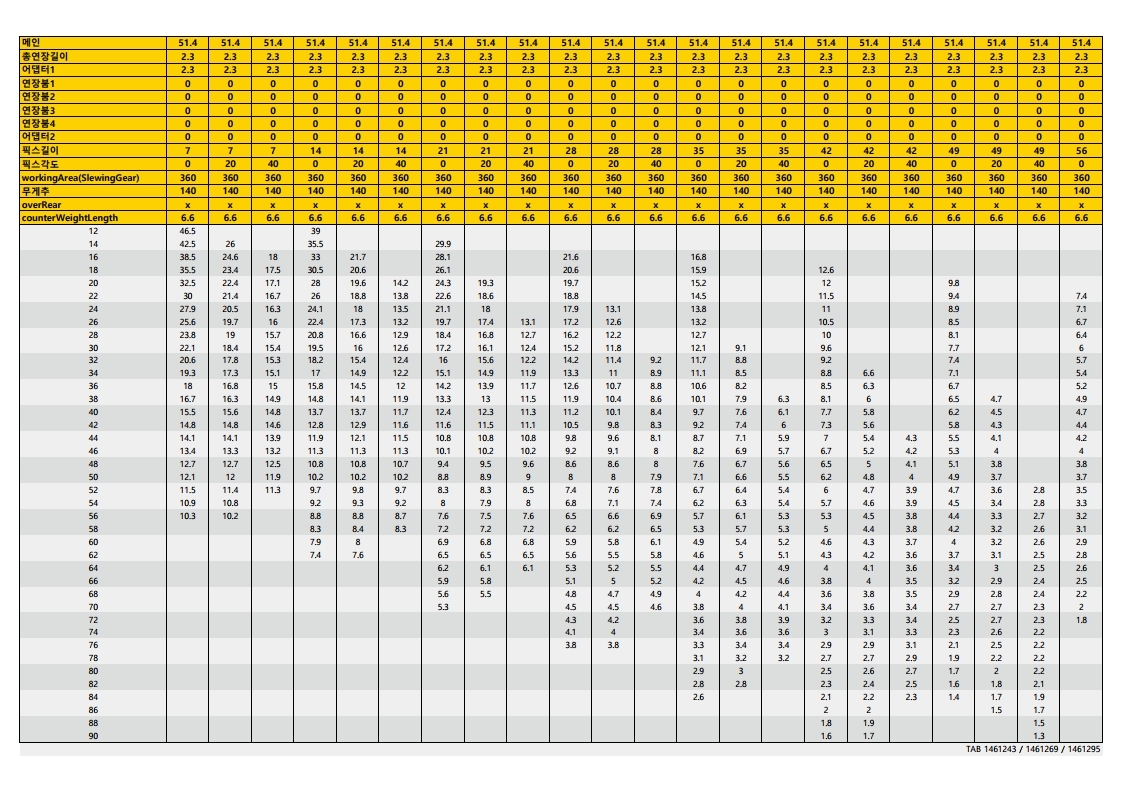 메인 51.4 51.4 51.4 51.4 51.4 51.4 51.4 51.4 51.4 51.4 51.4 51.4 51.4 51.4 51.4 51.4 51.4 51.4 51.4 51.4 51.4 51.4
총연장길이 2.3 2.3 2.3 2.3 2.3 2.3 2.3 2.3 2.3 2.3 2.3 2.3 2.3 2.3 2.3 2.3 2.3 2.3 2.3 2.3 2.3 2.3
어댑터1 2.3 2.3 2.3 2.3 2.3 2.3 2.3 2.3 2.3 2.3 2.3 2.3 2.3 2.3 2.3 2.3 2.3 2.3 2.3 2.3 2.3 2.3
연장붐1 0 0 0 0 0 0 0 0 0 0 0 0 0 0 0 0 0 0 0 0 0 0
연장붐2 0 0 0 0 0 0 0 0 0 0 0 0 0 0 0 0 0 0 0 0 0 0
연장붐3 0 0 0 0 0 0 0 0 0 0 0 0 0 0 0 0 0 0 0 0 0 0
연장붐4 0 0 0 0 0 0 0 0 0 0 0 0 0 0 0 0 0 0 0 0 0 0
어댑터2 0 0 0 0 0 0 0 0 0 0 0 0 0 0 0 0 0 0 0 0 0 0
픽스길이 7 7 7 14 14 14 21 21 21 28 28 28 35 35 35 42 42 42 49 49 49 56
픽스각도 0 20 40 0 20 40 0 20 40 0 20 40 0 20 40 0 20 40 0 20 40 0
workingArea(SlewingGear) 360 360 360 360 360 360 360 360 360 360 360 360 360 360 360 360 360 360 360 360 360 360
무게추 140 140 140 140 140 140 140 140 140 140 140 140 140 140 140 140 140 140 140 140 140 140
overRear x x x x x x x x x x x x x x x x x x x x x x
counterWeightLength 6.6 6.6 6.6 6.6 6.6 6.6 6.6 6.6 6.6 6.6 6.6 6.6 6.6 6.6 6.6 6.6 6.6 6.6 6.6 6.6 6.6 6.6
12 46.5 39
14 42.5 26 35.5 29.9
16 38.5 24.6 18 33 21.7 28.1 21.6 16.8
18 35.5 23.4 17.5 30.5 20.6 26.1 20.6 15.9 12.6
20 32.5 22.4 17.1 28 19.6 14.2 24.3 19.3 19.7 15.2 12 9.8
22 30 21.4 16.7 26 18.8 13.8 22.6 18.6 18.8 14.5 11.5 9.4 7.4
24 27.9 20.5 16.3 24.1 18 13.5 21.1 18 17.9 13.1 13.8 11 8.9 7.1
26 25.6 19.7 16 22.4 17.3 13.2 19.7 17.4 13.1 17.2 12.6 13.2 10.5 8.5 6.7
28 23.8 19 15.7 20.8 16.6 12.9 18.4 16.8 12.7 16.2 12.2 12.7 10 8.1 6.4
30 22.1 18.4 15.4 19.5 16 12.6 17.2 16.1 12.4 15.2 11.8 12.1 9.1 9.6 7.7 6
32 20.6 17.8 15.3 18.2 15.4 12.4 16 15.6 12.2 14.2 11.4 9.2 11.7 8.8 9.2 7.4 5.7
34 19.3 17.3 15.1 17 14.9 12.2 15.1 14.9 11.9 13.3 11 8.9 11.1 8.5 8.8 6.6 7.1 5.4
36 18 16.8 15 15.8 14.5 12 14.2 13.9 11.7 12.6 10.7 8.8 10.6 8.2 8.5 6.3 6.7 5.2
38 16.7 16.3 14.9 14.8 14.1 11.9 13.3 13 11.5 11.9 10.4 8.6 10.1 7.9 6.3 8.1 6 6.5 4.7 4.9
40 15.5 15.6 14.8 13.7 13.7 11.7 12.4 12.3 11.3 11.2 10.1 8.4 9.7 7.6 6.1 7.7 5.8 6.2 4.5 4.7
42 14.8 14.8 14.6 12.8 12.9 11.6 11.6 11.5 11.1 10.5 9.8 8.3 9.2 7.4 6 7.3 5.6 5.8 4.3 4.4
44 14.1 14.1 13.9 11.9 12.1 11.5 10.8 10.8 10.8 9.8 9.6 8.1 8.7 7.1 5.9 7 5.4 4.3 5.5 4.1 4.2
46 13.4 13.3 13.2 11.3 11.3 11.3 10.1 10.2 10.2 9.2 9.1 8 8.2 6.9 5.7 6.7 5.2 4.2 5.3 4 4
48 12.7 12.7 12.5 10.8 10.8 10.7 9.4 9.5 9.6 8.6 8.6 8 7.6 6.7 5.6 6.5 5 4.1 5.1 3.8 3.8
50 12.1 12 11.9 10.2 10.2 10.2 8.8 8.9 9 8 8 7.9 7.1 6.6 5.5 6.2 4.8 4 4.9 3.7 3.7
52 11.5 11.4 11.3 9.7 9.8 9.7 8.3 8.3 8.5 7.4 7.6 7.8 6.7 6.4 5.4 6 4.7 3.9 4.7 3.6 2.8 3.5
54 10.9 10.8 9.2 9.3 9.2 8 7.9 8 6.8 7.1 7.4 6.2 6.3 5.4 5.7 4.6 3.9 4.5 3.4 2.8 3.3
56 10.3 10.2 8.8 8.8 8.7 7.6 7.5 7.6 6.5 6.6 6.9 5.7 6.1 5.3 5.3 4.5 3.8 4.4 3.3 2.7 3.2
58 8.3 8.4 8.3 7.2 7.2 7.2 6.2 6.2 6.5 5.3 5.7 5.3 5 4.4 3.8 4.2 3.2 2.6 3.1
60 7.9 8 6.9 6.8 6.8 5.9 5.8 6.1 4.9 5.4 5.2 4.6 4.3 3.7 4 3.2 2.6 2.9
62 7.4 7.6 6.5 6.5 6.5 5.6 5.5 5.8 4.6 5 5.1 4.3 4.2 3.6 3.7 3.1 2.5 2.8
64 6.2 6.1 6.1 5.3 5.2 5.5 4.4 4.7 4.9 4 4.1 3.6 3.4 3 2.5 2.6
66 5.9 5.8 5.1 5 5.2 4.2 4.5 4.6 3.8 4 3.5 3.2 2.9 2.4 2.5
68 5.6 5.5 4.8 4.7 4.9 4 4.2 4.4 3.6 3.8 3.5 2.9 2.8 2.4 2.2
70 5.3 4.5 4.5 4.6 3.8 4 4.1 3.4 3.6 3.4 2.7 2.7 2.3 2
72 4.3 4.2 3.6 3.8 3.9 3.2 3.3 3.4 2.5 2.7 2.3 1.8
74 4.1 4 3.4 3.6 3.6 3 3.1 3.3 2.3 2.6 2.2
76 3.8 3.8 3.3 3.4 3.4 2.9 2.9 3.1 2.1 2.5 2.2
78 3.1 3.2 3.2 2.7 2.7 2.9 1.9 2.2 2.2
80 2.9 3 2.5 2.6 2.7 1.7 2 2.2
82 2.8 2.8 2.3 2.4 2.5 1.6 1.8 2.1
84 2.6 2.1 2.2 2.3 1.4 1.7 1.9
86 2 2 1.5 1.7
88 1.8 1.9 1.5
90 1.6 1.7 1.3
TAB 1461243 / 1461269 / 1461295